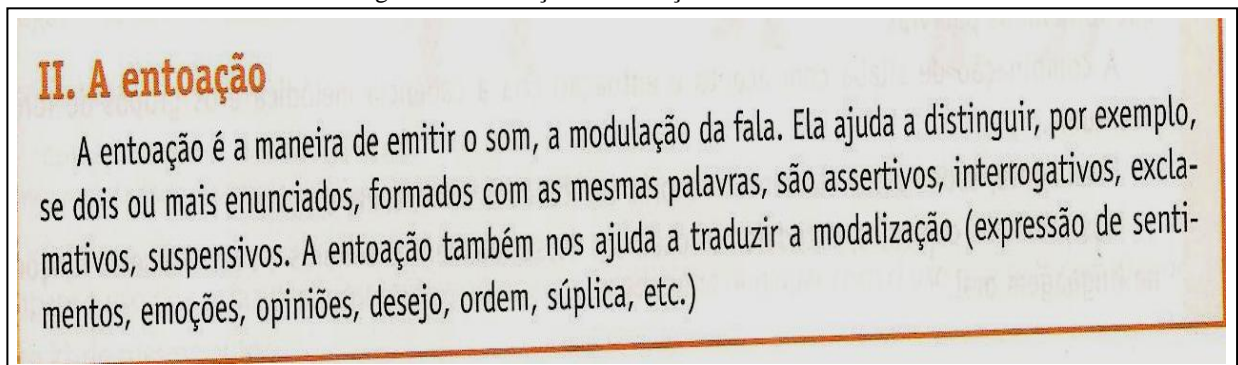 II. A entoação
A entoação é a maneira de emitir o som, a modulação da fala. Ela ajuda a distinguir, por exemplo,
se dois ou mais enunciados, formados com as mesmas palavras, são assertivos, interrogativos, excla-
mativos, suspensivos. A entoação também nos ajuda a traduzir a modalização (expressão de senti-
mentos, emoções, opiniões, desejo, ordem, súplica, etc.)